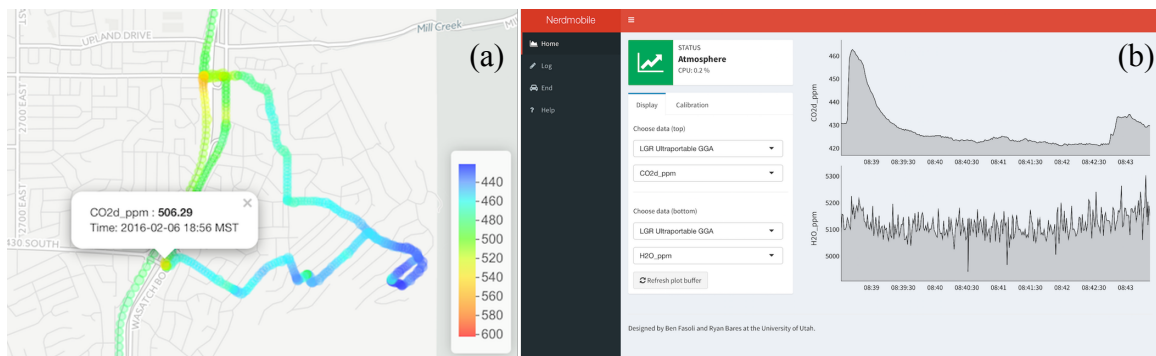 UPLAND DRIVE
Mill Creek
2700 EAST
2700 EAST
430 SOUTH
WASATCH BO
(a)
CO2d_ppm : 506.29
Time: 2016-02-06 18:56 MST
×
440
460
480
500
520
540
560
580
600
Nerdmobile
Home
Log
End
? Help
STATUS
Atmosphere
CPU: 0.2 %
Display
Calibration
Choose data (top)
LGR Ultraportable GGA
CO2d_ppm
Choose data (bottom)
LGR Ultraportable GGA
H2O_ppm
Refresh plot buffer
Designed by Ben Fasoli and Ryan Bares at the University of Utah.
(b)
CO2d_ppm
460
450
440
430
420
08:39 08:39:30 08:40 08:40:30 08:41 08:41:30 08:42 08:42:30 08:43
H2O_ppm
5300
5200
5100
5000
08:39 08:39:30 08:40 08:40:30 08:41 08:41:30 08:42 08:42:30 08:43